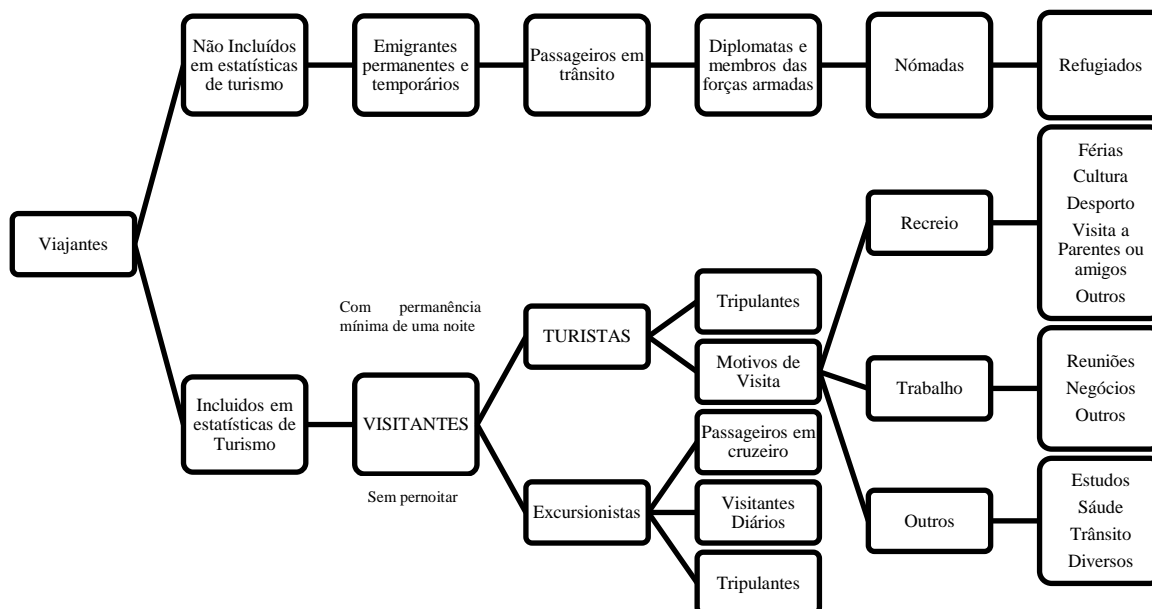 Não Incluídos
em estatísticas
de turismo
Emigrantes
permanentes e
temporários
Passageiros em
trânsito
Diplomatas e
membros das
forças armadas
Nómadas
Refugiados
Viajantes
Incluidos em
estatísticas de
Turismo
Com permanência
mínima de uma noite
VISITANTES
Sem pernoitar
TURISTAS
Excursionistas
Tripulantes
Motivos de
Visita
Passageiros em
cruzeiro
Visitantes
Diários
Tripulantes
Recreio
Férias
Cultura
Desporto
Visita a
Parentes ou
amigos
Outros
Trabalho
Reuniões
Negócios
Outros
Outros
Estudos
Sáude
Trânsito
Diversos